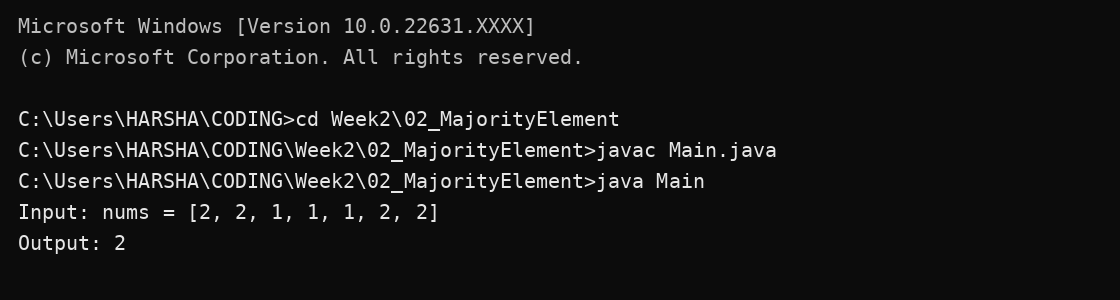 Microsoft Windows [Version 10.0.22631.XXXX]
(c) Microsoft Corporation. All rights reserved.
C:\Users\HARSHA\CODING>cd Week2\02_MajorityElement
C:\Users\HARSHA\CODING\Week2\02_MajorityElement>javac Main.java
C:\Users\HARSHA\CODING\Week2\02_MajorityElement>java Main
Input: nums = [2, 2, 1, 1, 1, 2, 2]
Output: 2